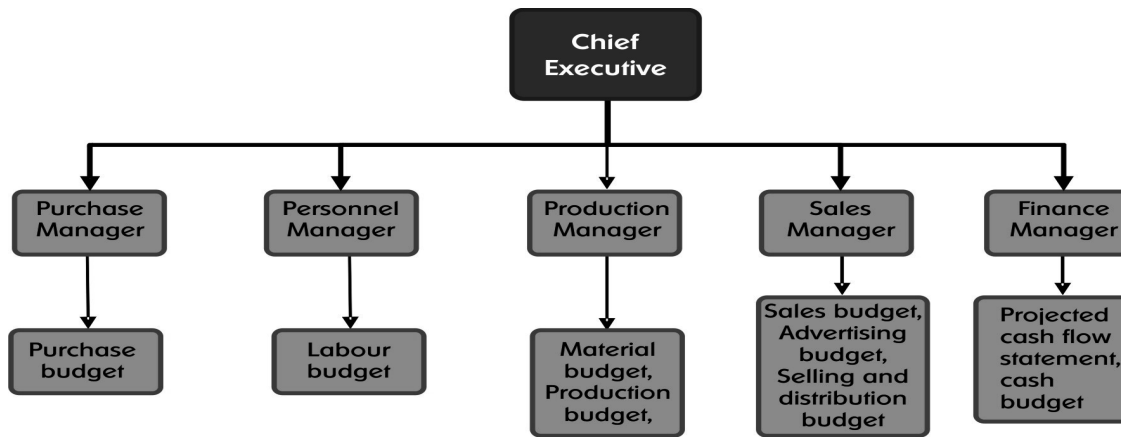 Chief
Executive
Purchase
Manager
Personnel
Manager
Production
Manager
Sales
Manager
Finance
Manager
Purchase
budget
Labour
budget
Material
budget,
Production
budget,
Sales budget,
Advertising
budget,
Selling and
distribution
budget
Projected
cash flow
statement,
cash
budget